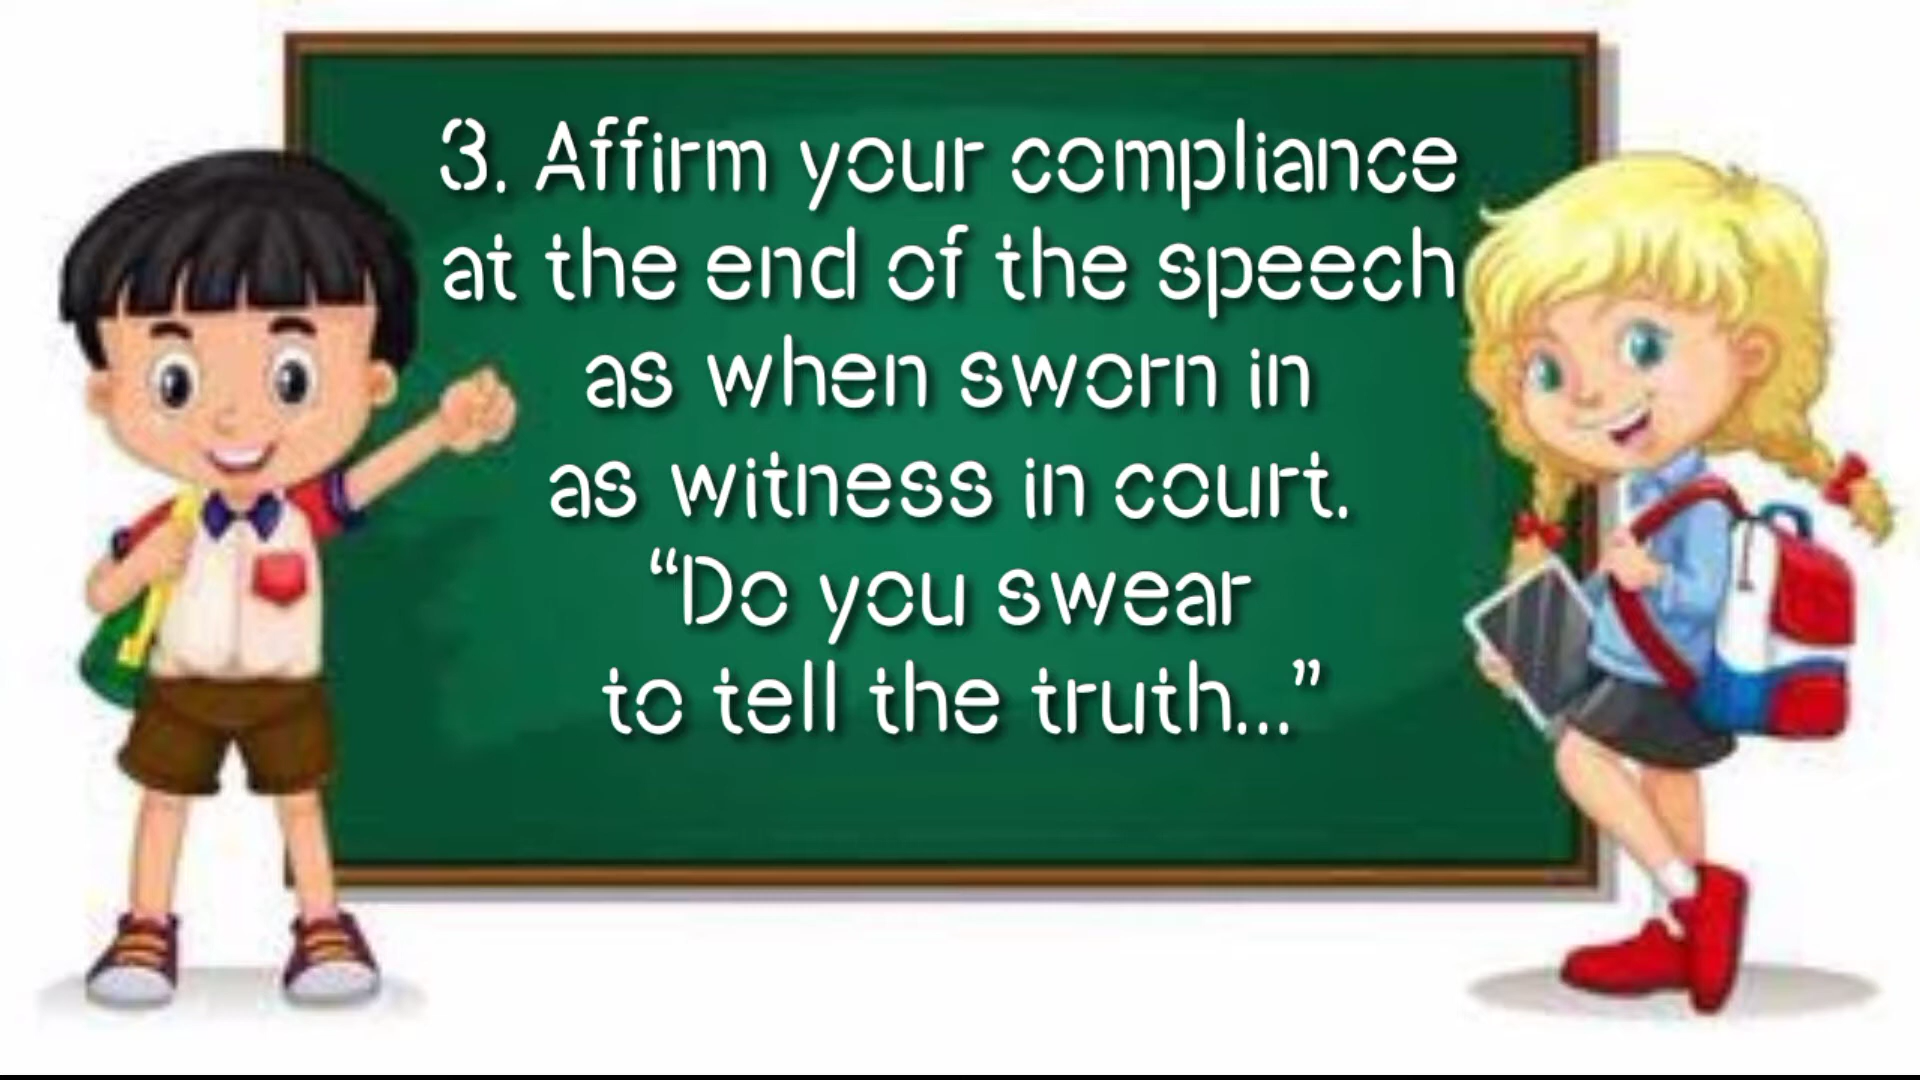 3. Affirm your compliance
at the end of the speech
as when sworn in
as witness in court.
“Do you swear
to tell the truth...”